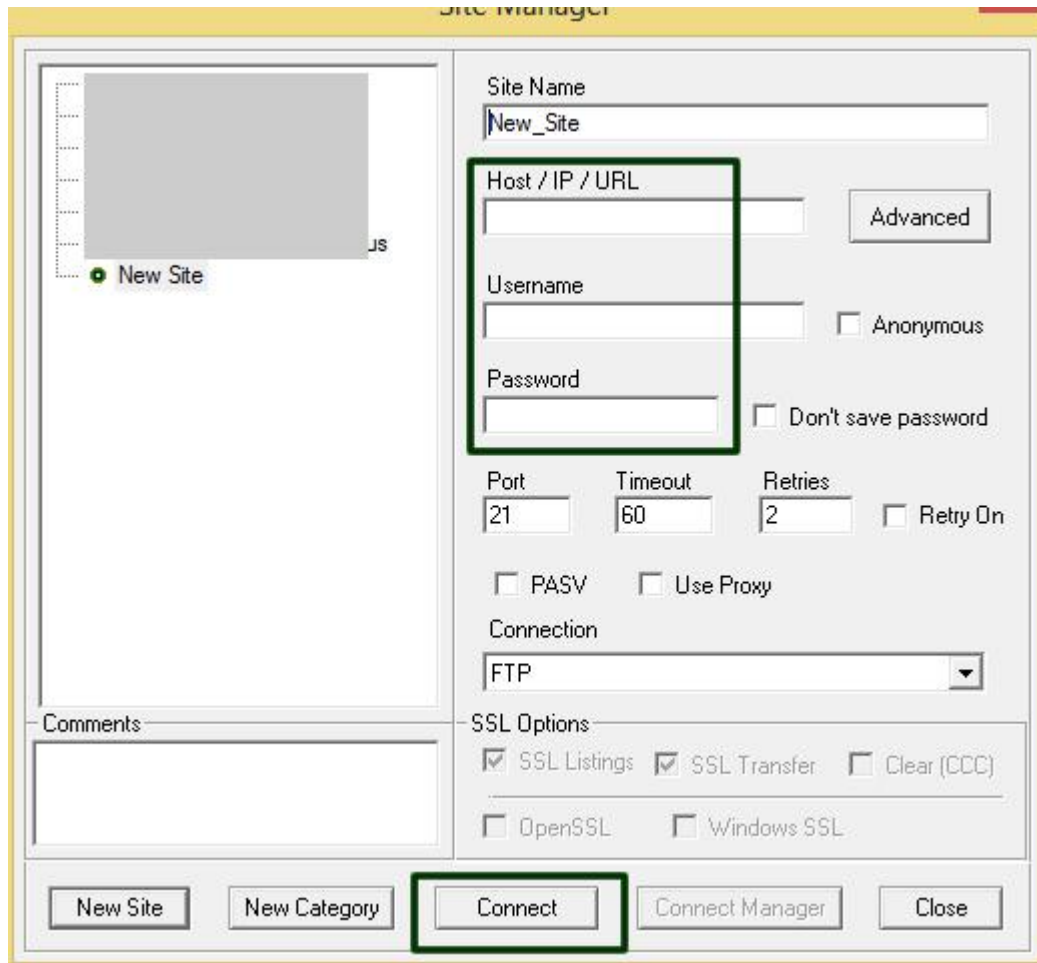 Site Manager
Site Name
New_Site
Host / IP / URL
Advanced
us
New Site
Username
Anonymous
Password
Don't save password
Port Timeout Retries
21 60 2 Retry On
PASV Use Proxy
Connection
FTP
Comments
SSL Options
SSL Listings SSL Transfer Clear (CCC)
OpenSSL Windows SSL
New Site New Category Connect Connect Manager Close